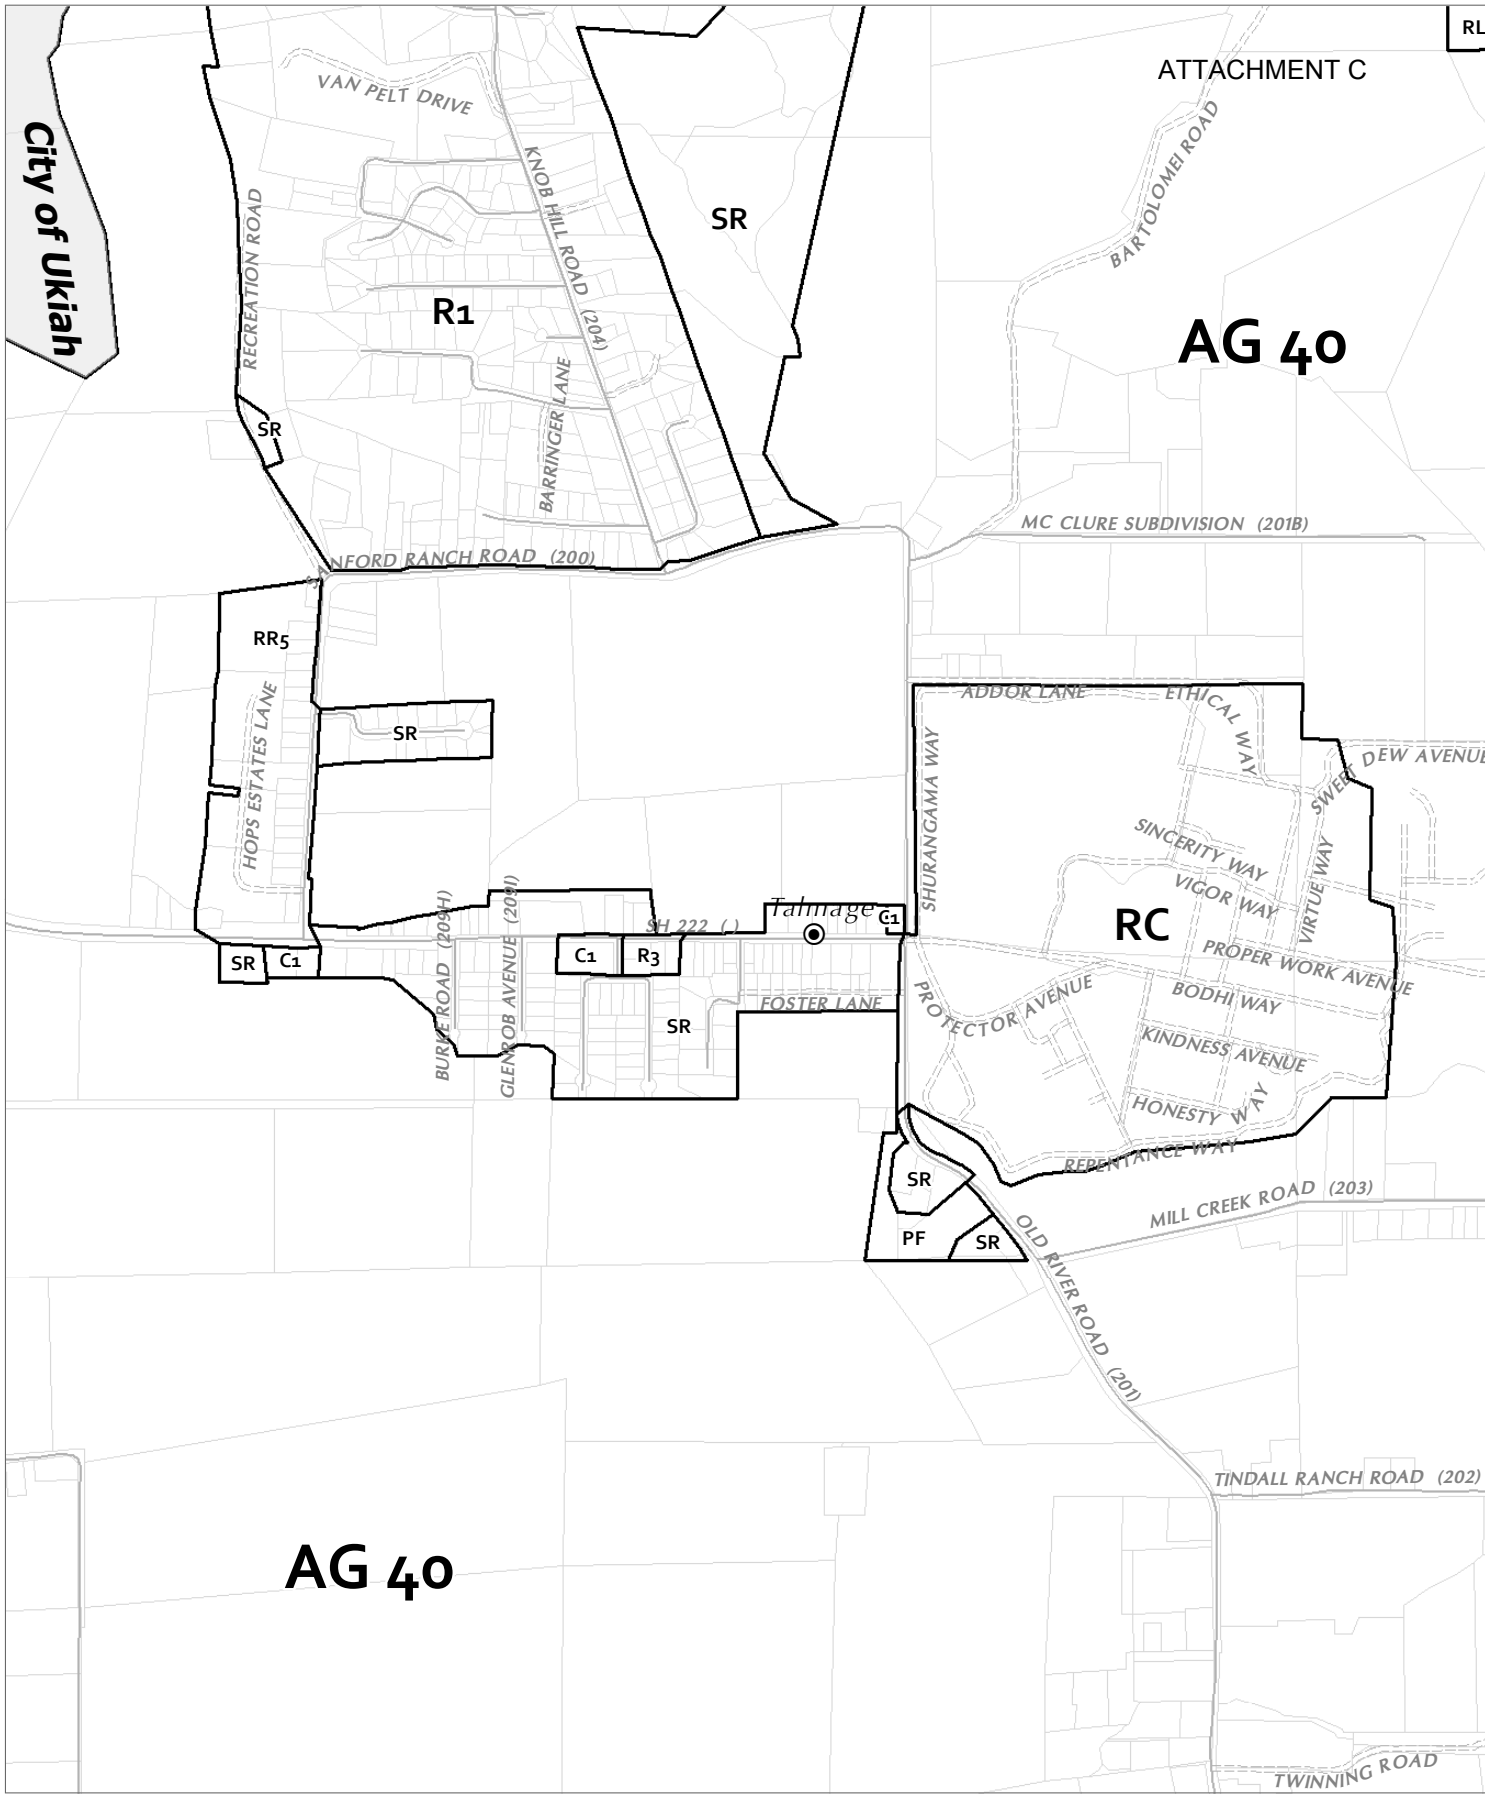 RL
ATTACHMENT C
VAN PELT DRIVE
City of Ukiah
KNOB HILL ROAD (204)
BARTOLOMEI ROAD
RECREATION ROAD
SR
R1
AG 40
BARRINGER LANE
SR
MC CLURE SUBDIVISION (201B)
SANFORD RANCH ROAD (200)
RR5
HOPS ESTATES LANE
SR
ADDOR LANE
ETHICAL WAY
SHURANGAMA WAY
SWEET DEW AVENUE
SINCERITY WAY
VIGOR WAY
VIRTUE WAY
RC
BURKE ROAD (209H)
GLENROB AVENUE (209I)
SH 222 ( )
Talmage
C1
SR
C1
C1
R3
PROPER WORK AVENUE
BODHI WAY
FOSTER LANE
PROTECTOR AVENUE
SR
KINDNESS AVENUE
HONESTY WAY
REPENTANCE WAY
SR
MILL CREEK ROAD (203)
PF
SR
OLD RIVER ROAD (201)
TINDALL RANCH ROAD (202)
AG 40
TWINNING ROAD